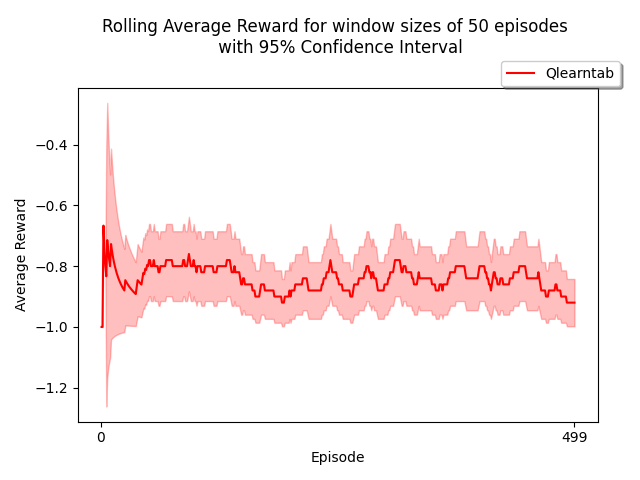 Rolling Average Reward for window sizes of 50 episodes
with 95% Confidence Interval
Qlearntab
−0.4
−0.6
−0.8
−1.0
−1.2
Average Reward
0
499
Episode